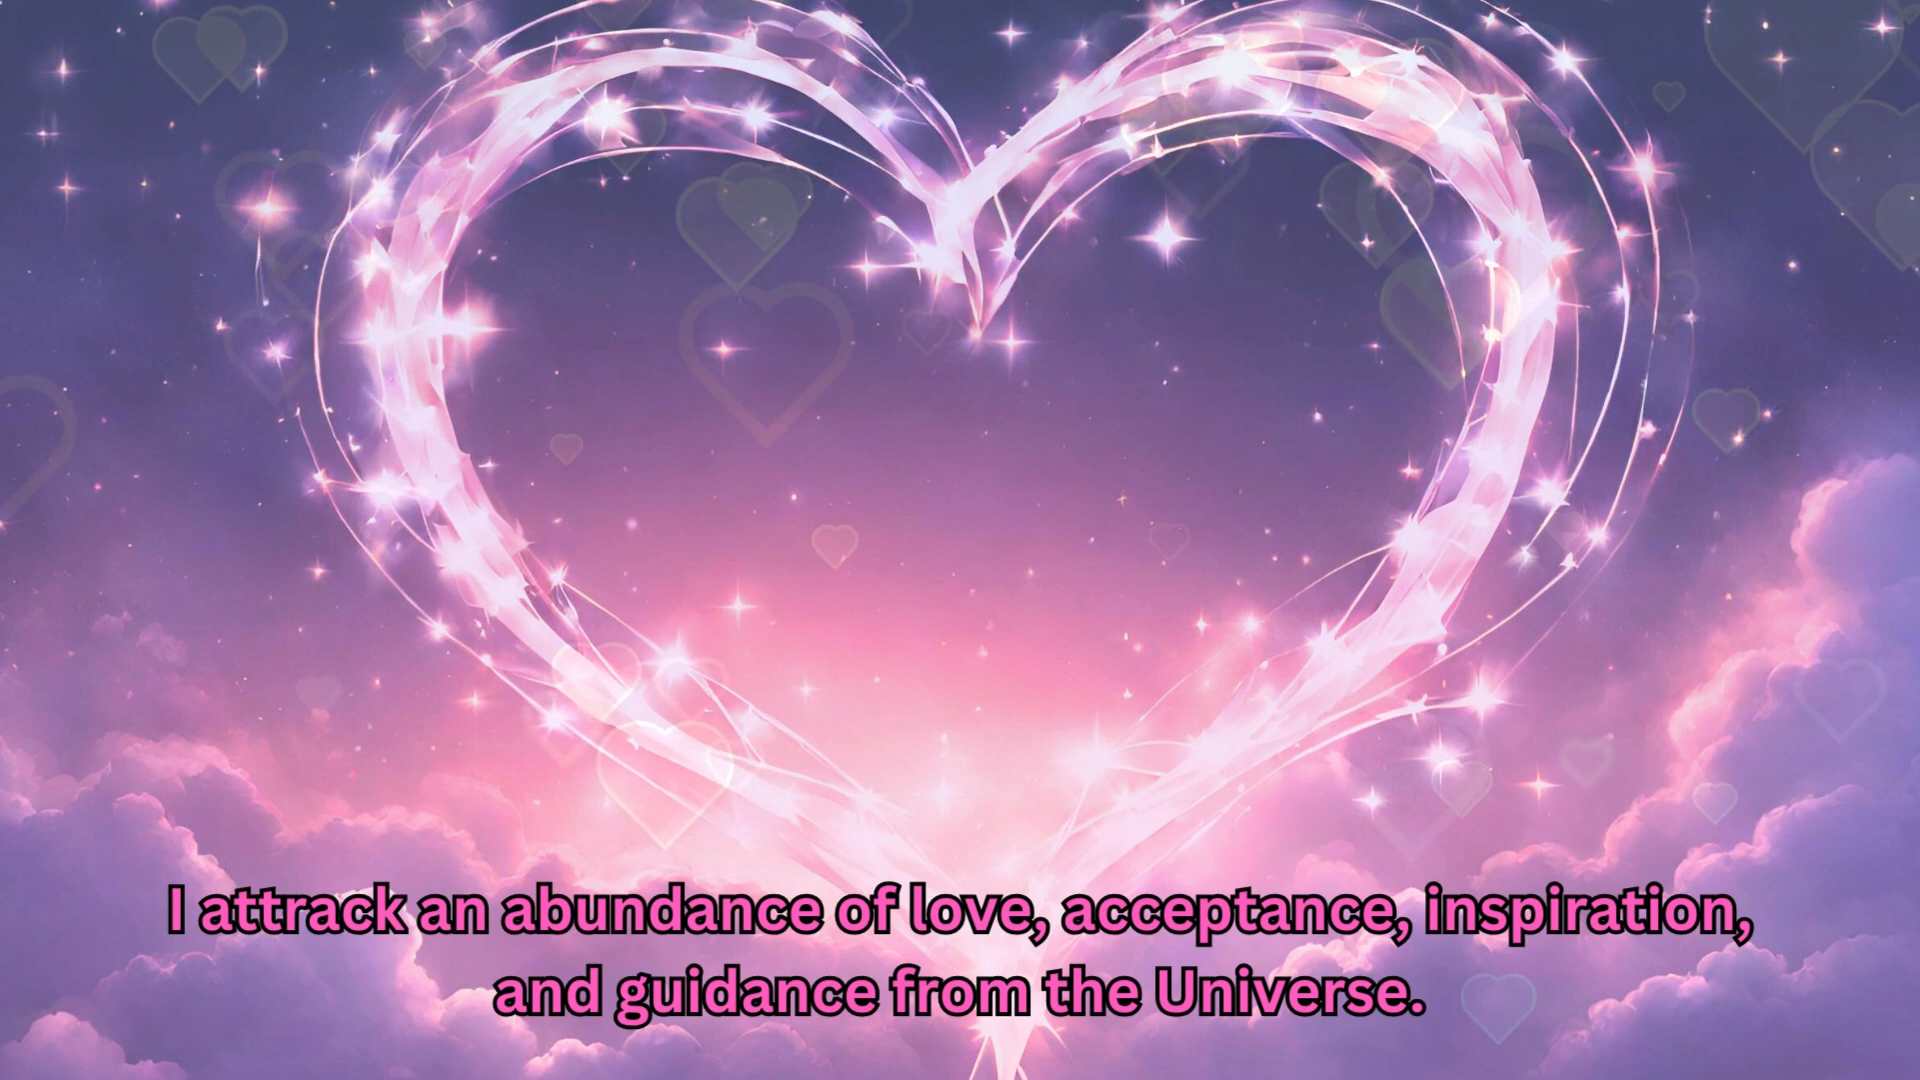 I attrack an abundance of love, acceptance, inspiration,
and guidance from the Universe.